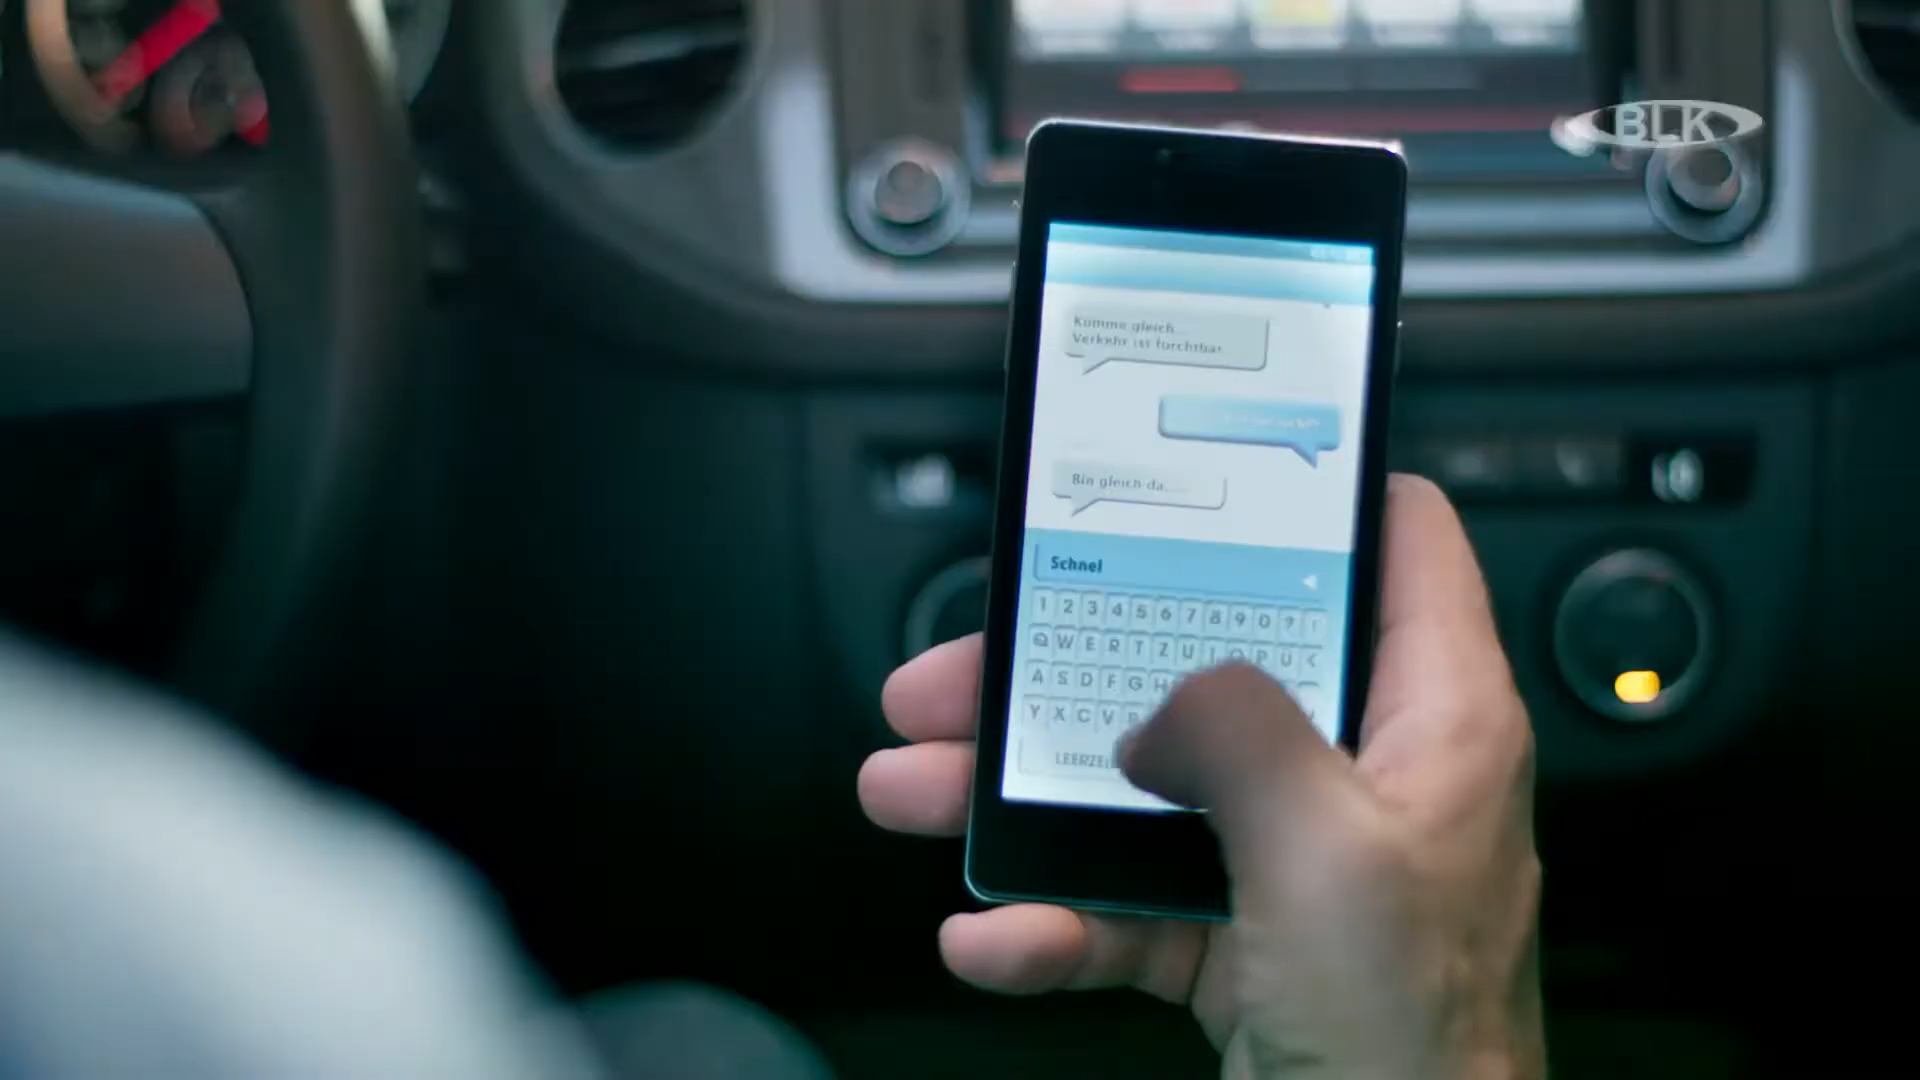 BLK
Komme gleich...
Verkehr ist furchtbar
Bin gleich da.....
Schnel
1 2 3 4 5 6 7 8 9 0 ?
Q W E R T Z U I O P Ü <
A S D F G H
Y X C V B